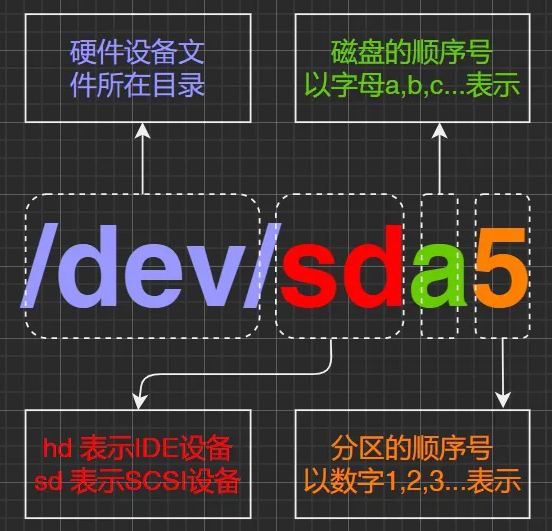 硬件设备文
件所在目录
磁盘的顺序号
以字母a,b,c...表示
/dev/sda5
hd 表示IDE设备
sd 表示SCSI设备
分区的顺序号
以数字1,2,3...表示